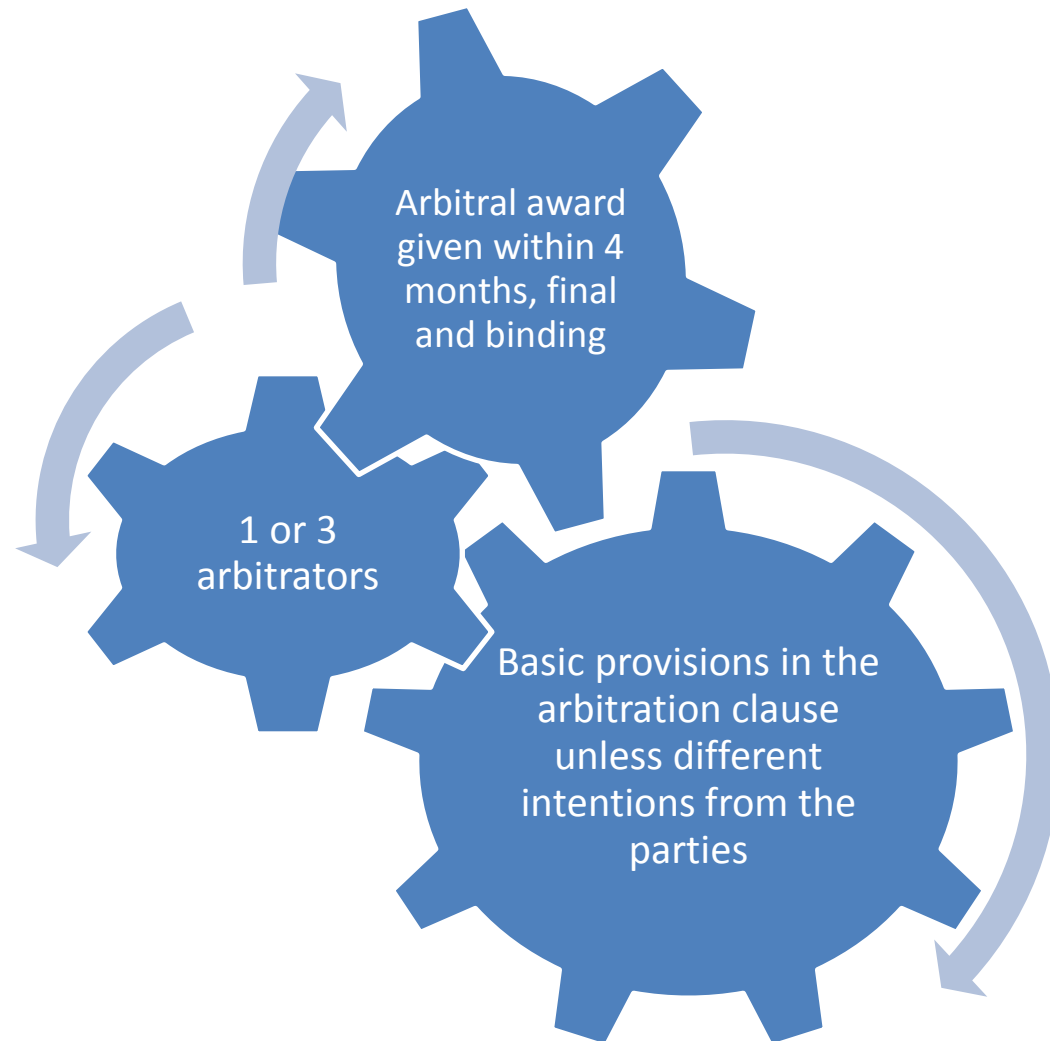 Arbitral award
given within 4
months, final
and binding
1 or 3
arbitrators
Basic provisions in the
arbitration clause
unless different
intentions from the
parties